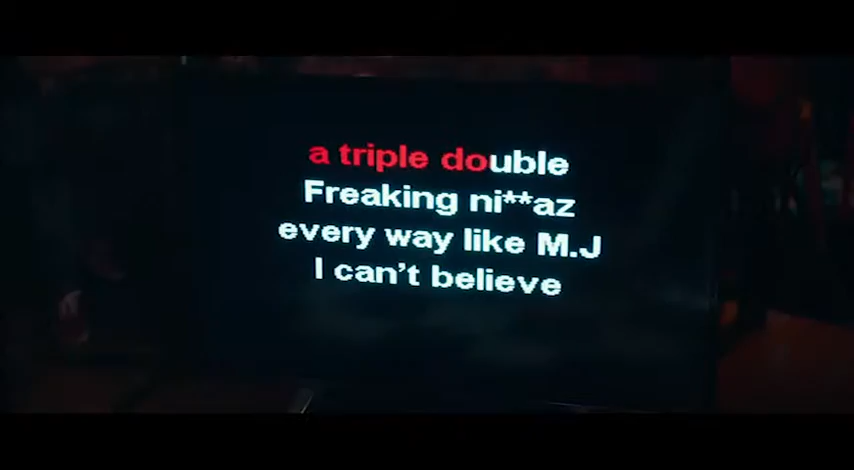 a triple double
Freaking ni**az
every way like M.J
I can't believe